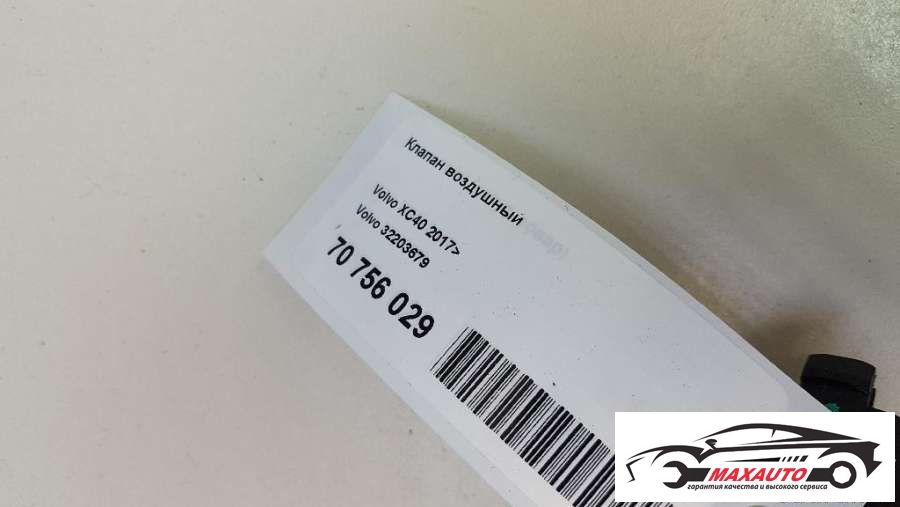 Клапан воздушный
Volvo XC40 2017>
Volvo 32203679
70 756 029
MAXAUTO
гарантия качества и высокого сервиса